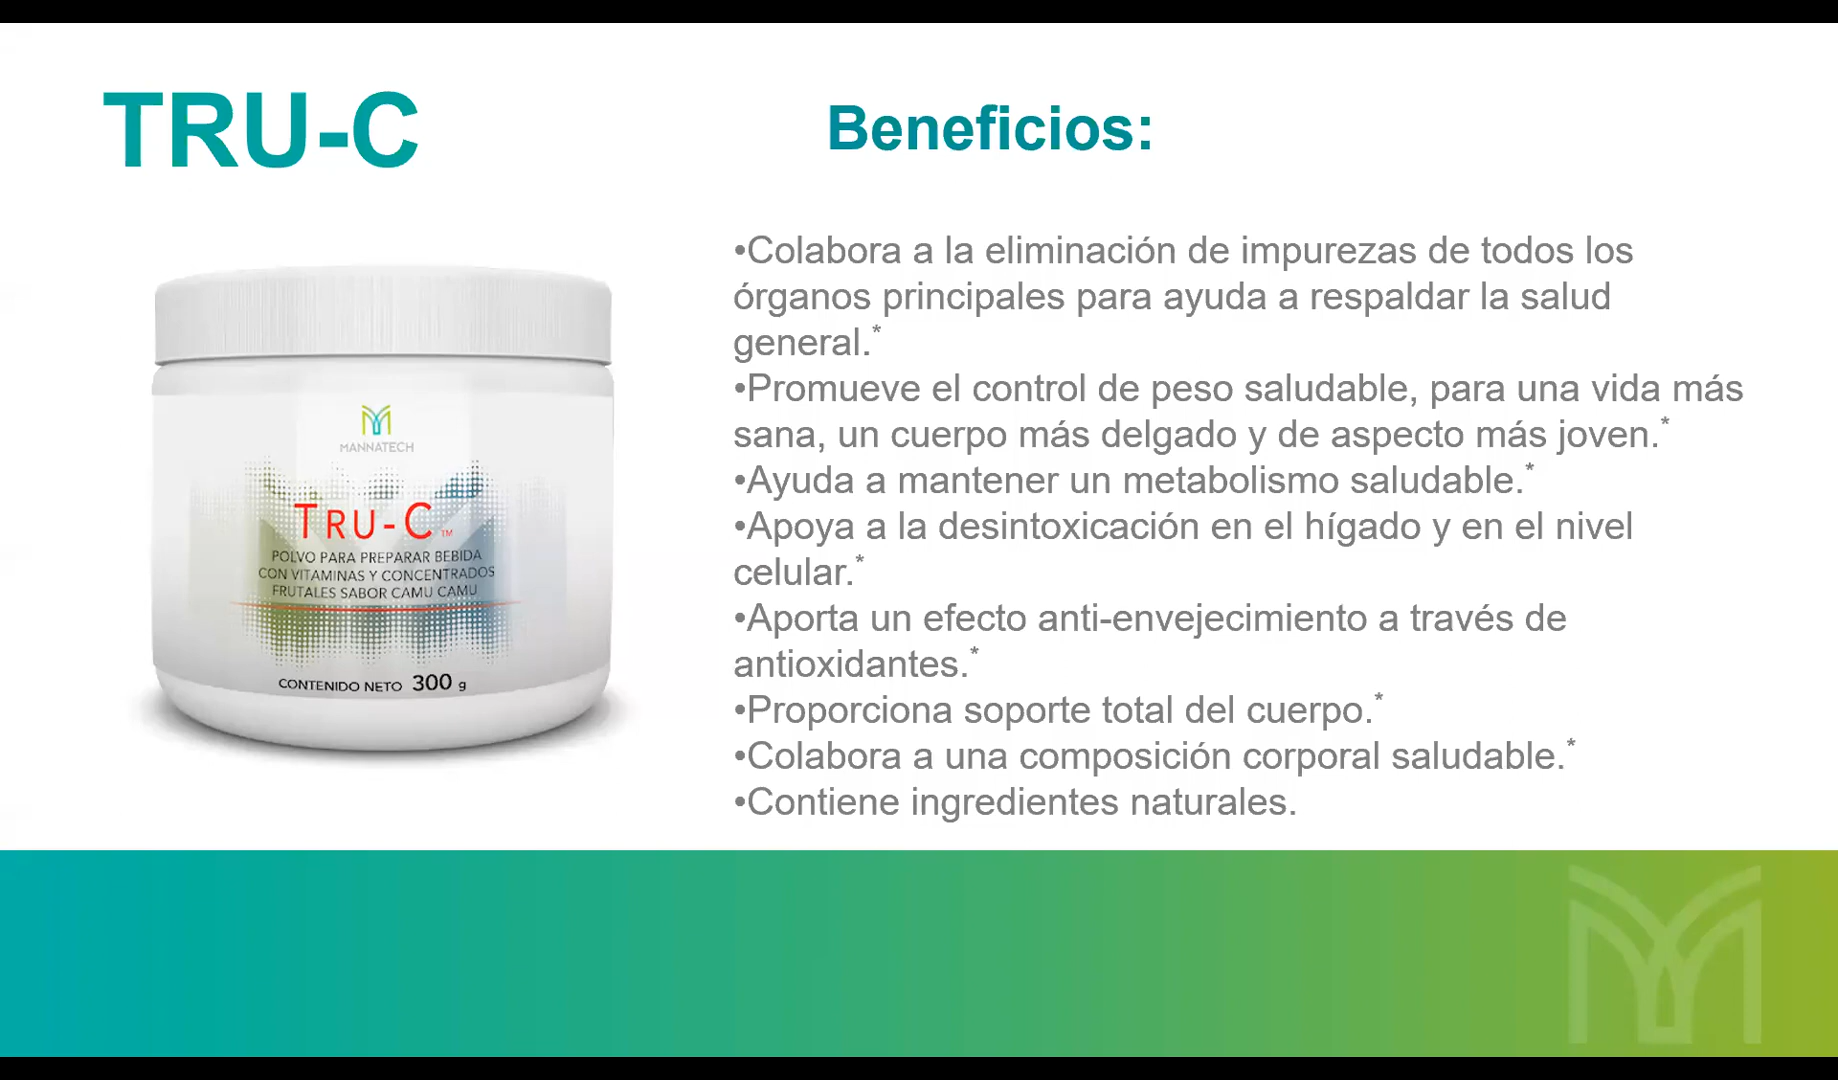 TRU-C
MANNATECH
TRU-C™
POLVO PARA PREPARAR BEBIDA
CON VITAMINAS Y CONCENTRADOS
FRUTALES SABOR CAMU CAMU
CONTENIDO NETO 300 g
Beneficios:
•Colabora a la eliminación de impurezas de todos los
órganos principales para ayuda a respaldar la salud
general.*
•Promueve el control de peso saludable, para una vida más
sana, un cuerpo más delgado y de aspecto más joven.*
•Ayuda a mantener un metabolismo saludable.*
•Apoya a la desintoxicación en el hígado y en el nivel
celular.*
•Aporta un efecto anti-envejecimiento a través de
antioxidantes.*
•Proporciona soporte total del cuerpo.*
•Colabora a una composición corporal saludable.*
•Contiene ingredientes naturales.